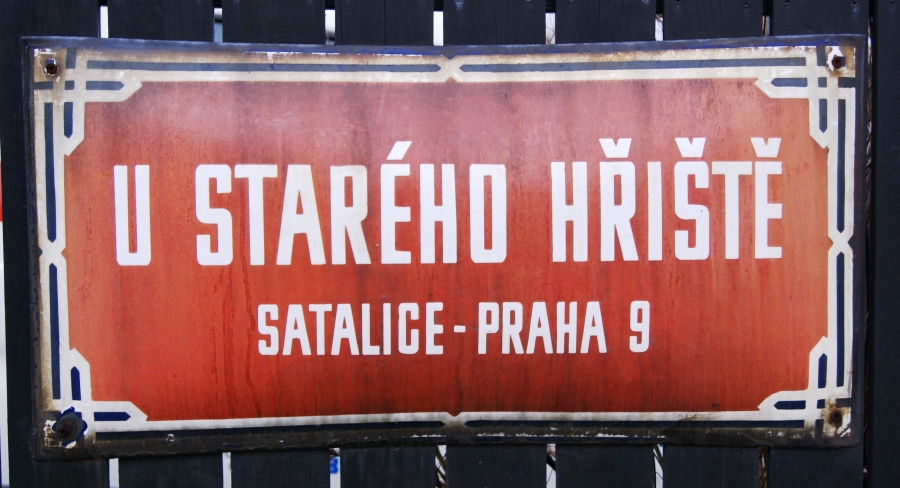 U STARÉHO HŘIŠTĚ
SATALICE - PRAHA 9